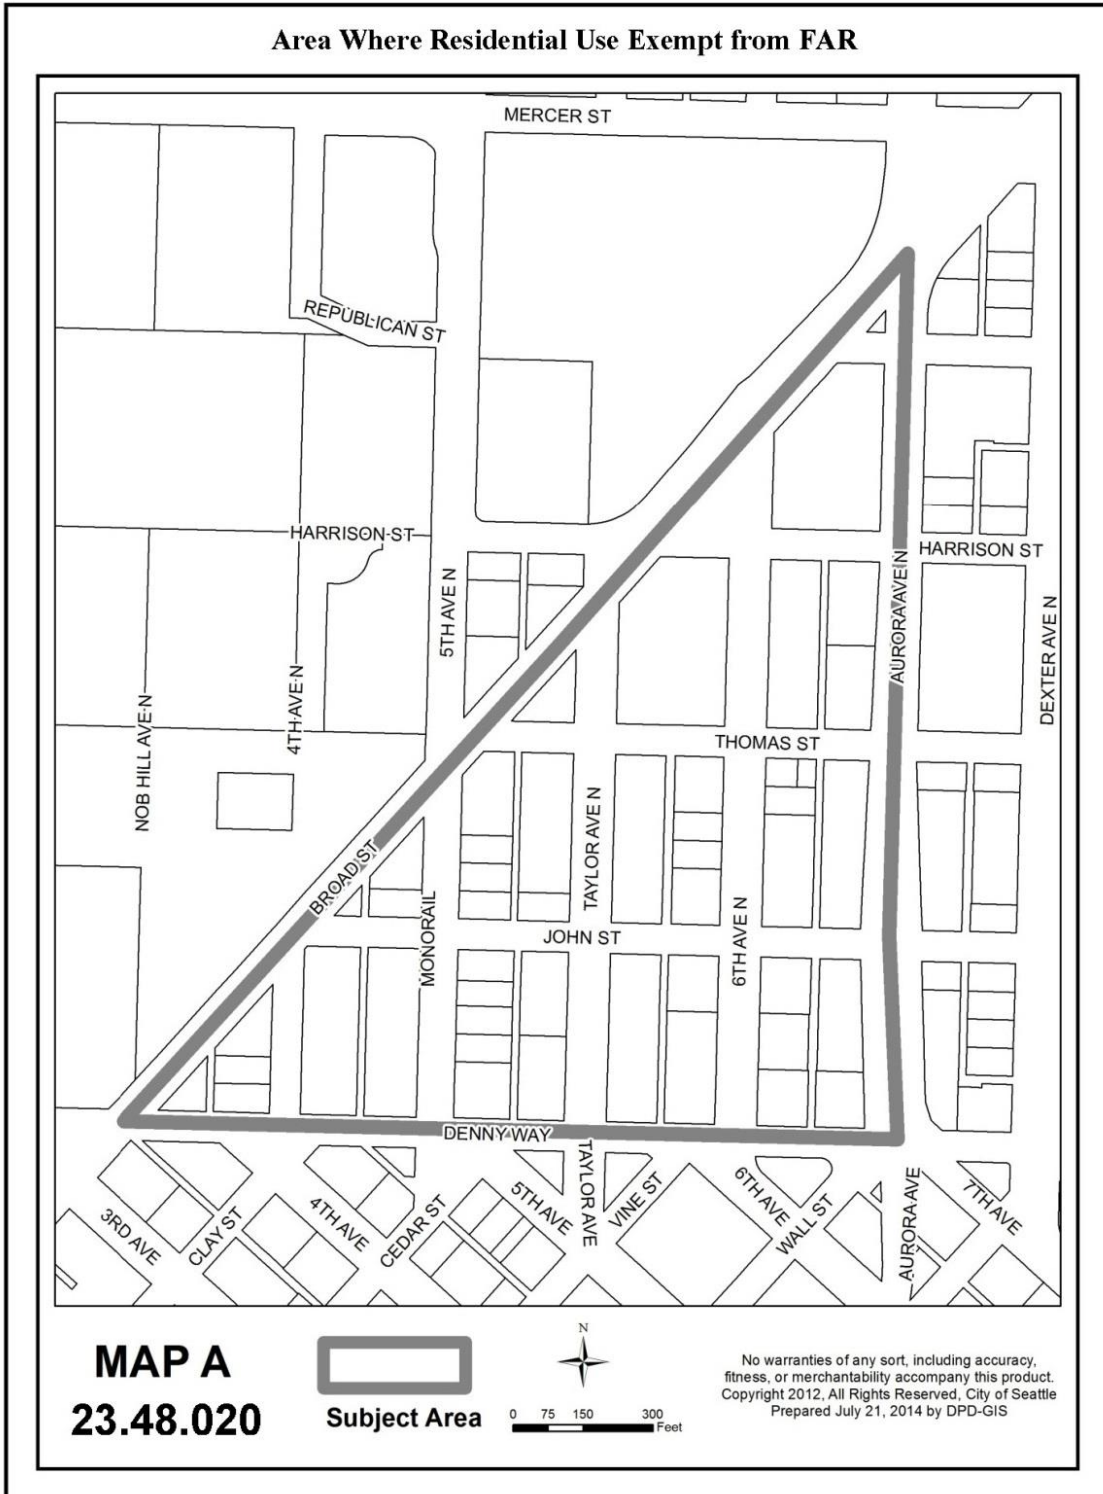 Area Where Residential Use Exempt from FAR
MERCER ST
REPUBLICAN ST
HARRISON ST
HARRISON ST
5TH AVE N
AURORA AVE N
DEXTER AVE N
4TH AVE N
NOB HILL AVE N
THOMAS ST
TAYLOR AVE N
BROAD ST
MONORAIL
6TH AVE N
JOHN ST
DENNY WAY
TAYLOR AVE
3RD AVE
CLAY ST
4TH AVE
CEDAR ST
5TH AVE
VINE ST
6TH AVE
WALL ST
AURORA AVE
7TH AVE
MAP A
23.48.020
Subject Area
N
0 75 150 300
Feet
No warranties of any sort, including accuracy,
fitness, or merchantability accompany this product.
Copyright 2012, All Rights Reserved, City of Seattle
Prepared July 21, 2014 by DPD-GIS